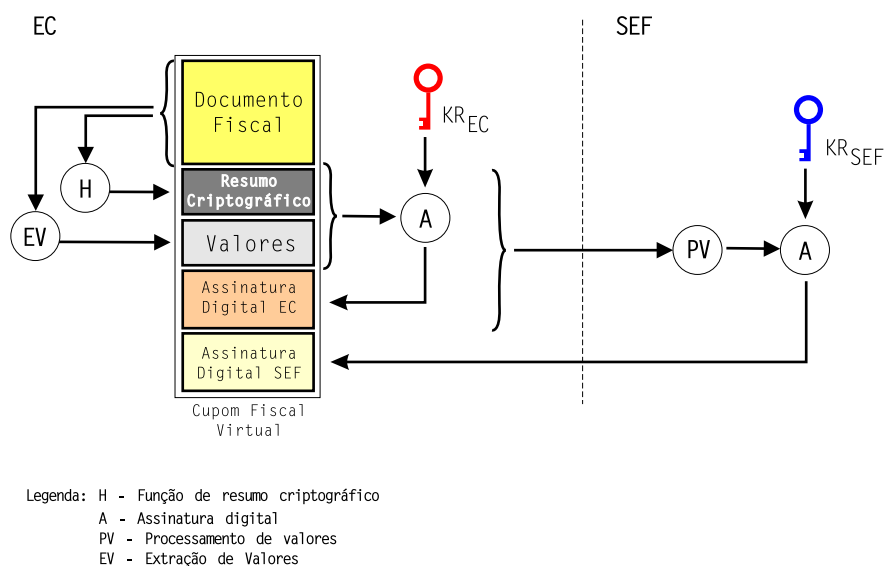 EC
SEF
Documento
Fiscal
KR EC
KR SEF
H
Resumo
Criptográfico
A
EV
Valores
PV
A
Assinatura
Digital EC
Assinatura
Digital SEF
Cupom Fiscal
Virtual
Legenda: H - Função de resumo criptográfico
A - Assinatura digital
PV - Processamento de valores
EV - Extração de Valores